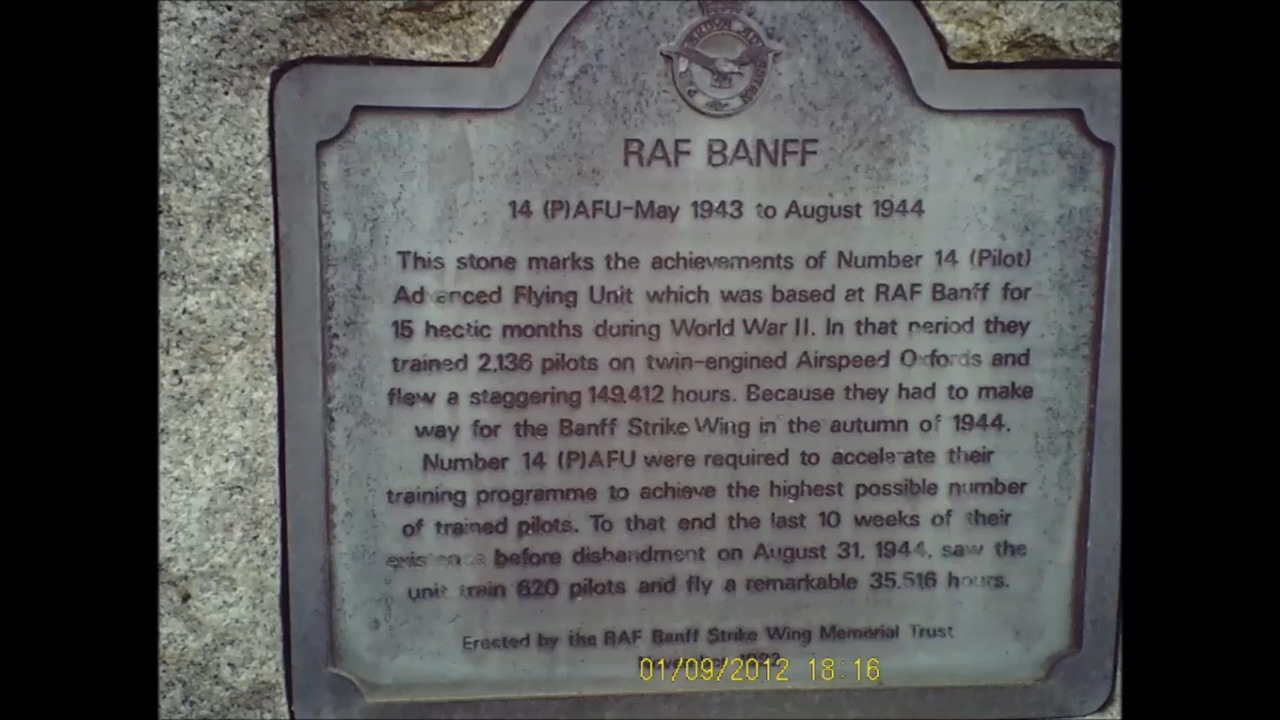 RAF BANFF
14 (P)AFU-May 1943 to August 1944
This stone marks the achievements of Number 14 (Pilot)
Advanced Flying Unit which was based at RAF Banff for
15 hectic months during World War II. In that period they
trained 2.136 pilots on twin-engined Airspeed Oxfords and
flew a staggering 149.412 hours. Because they had to make
way for the Banff Strike Wing in the autumn of 1944.
Number 14 (P)AFU were required to accelerate their
training programme to achieve the highest possible number
of trained pilots. To that end the last 10 weeks of their
existence before disbandment on August 31. 1944. saw the
unit train 620 pilots and fly a remarkable 35.516 hours.
Erected by the RAF Banff Strike Wing Memorial Trust
01/09/2012 18:16